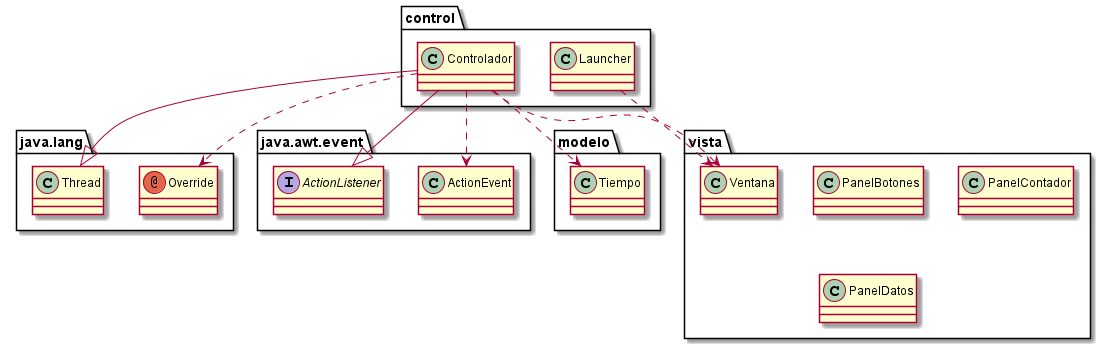 control
C Controlador
C Launcher
java.lang
C Thread
@ Override
java.awt.event
I ActionListener
C ActionEvent
modelo
C Tiempo
vista
C Ventana
C PanelBotones
C PanelContador
C PanelDatos